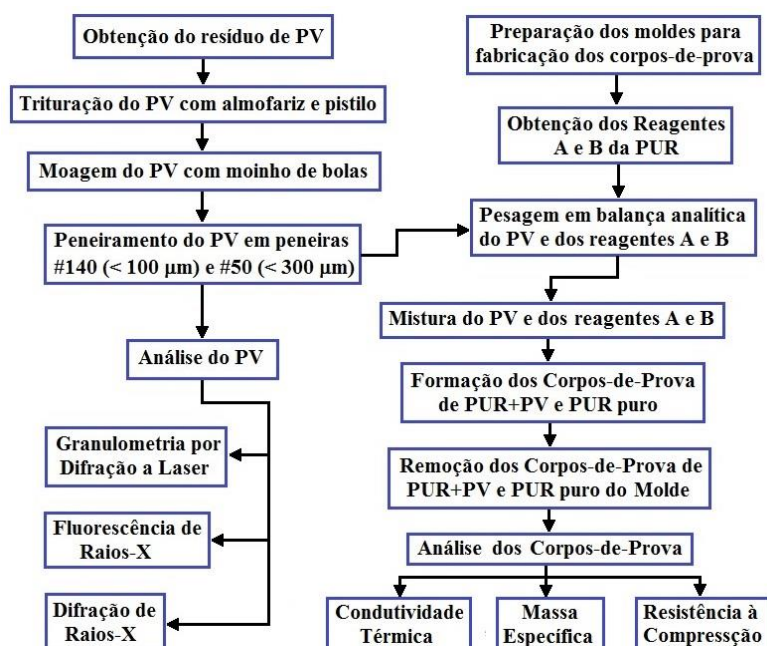 Obtenção do resíduo de PV
Trituração do PV com almofariz e pistilo
Moagem do PV com moinho de bolas
Peneiramento do PV em peneiras
#140 (< 100 µm) e #50 (< 300 µm)
Análise do PV
Granulometria por
Difração a Laser
Fluorescência de
Raios-X
Difração de
Raios-X
Preparação dos moldes para
fabricação dos corpos-de-prova
Obtenção dos Reagentes
A e B da PUR
Pesagem em balança analítica
do PV e dos reagentes A e B
Mistura do PV e dos reagentes A e B
Formação dos Corpos-de-Prova
de PUR+PV e PUR puro
Remoção dos Corpos-de-Prova de
PUR+PV e PUR puro do Molde
Análise dos Corpos-de-Prova
Condutividade
Térmica
Massa
Específica
Resistência à
Compressção